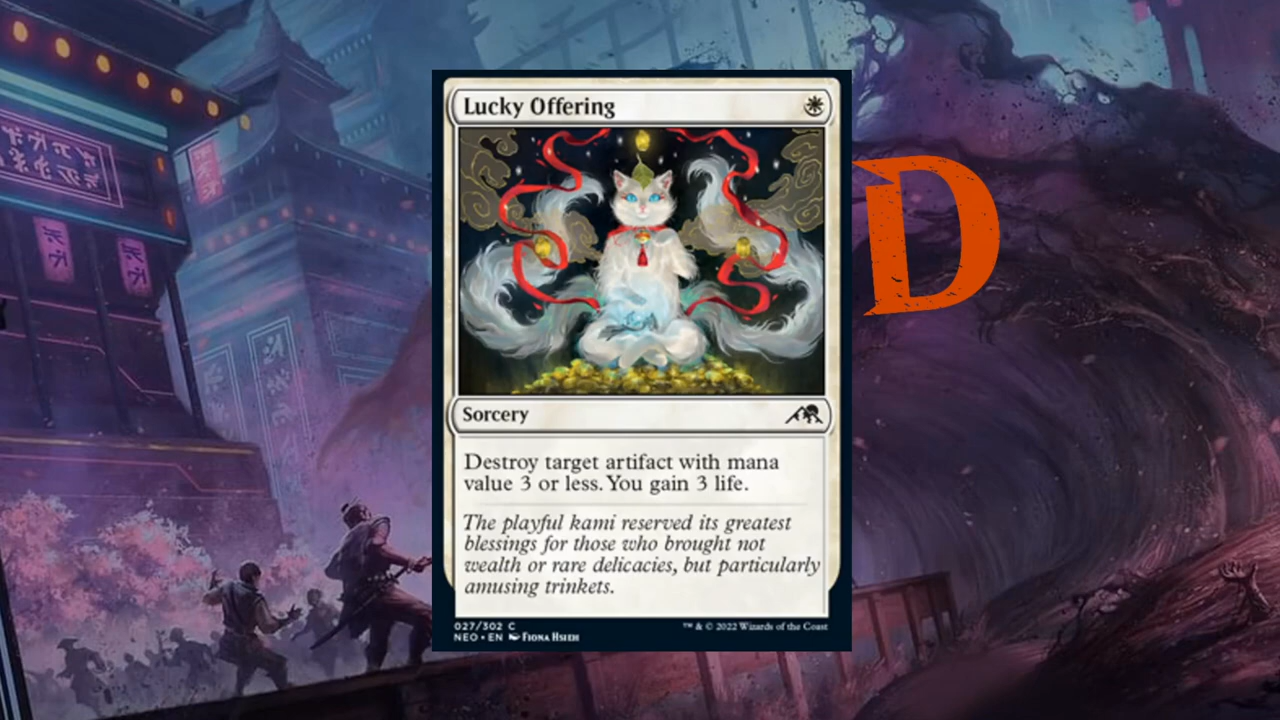 Lucky Offering
D
Sorcery
Destroy target artifact with mana
value 3 or less. You gain 3 life.
The playful kami reserved its greatest
blessings for those who brought not
wealth or rare delicacies, but particularly
amusing trinkets.
027/302 C
NEO • EN Fiona Hsieh
™ & © 2022 Wizards of the Coast